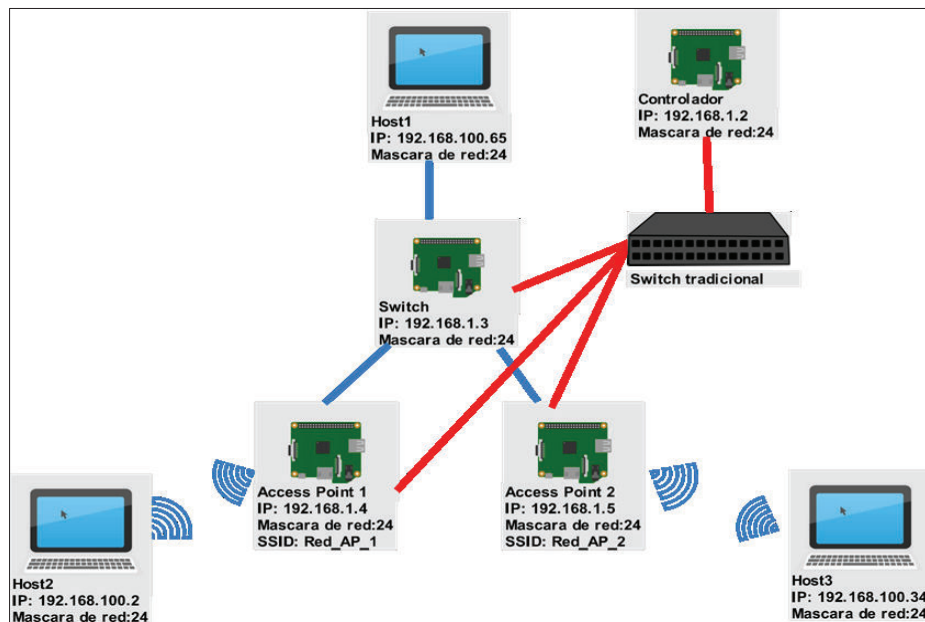 Host1
IP: 192.168.100.65
Mascara de red:24
Controlador
IP: 192.168.1.2
Mascara de red:24
Switch tradicional
Switch
IP: 192.168.1.3
Mascara de red:24
Access Point 1
IP: 192.168.1.4
Mascara de red:24
SSID: Red_AP_1
Access Point 2
IP: 192.168.1.5
Mascara de red:24
SSID: Red_AP_2
Host2
IP: 192.168.100.2
Mascara de red:24
Host3
IP: 192.168.100.34
Mascara de red:24